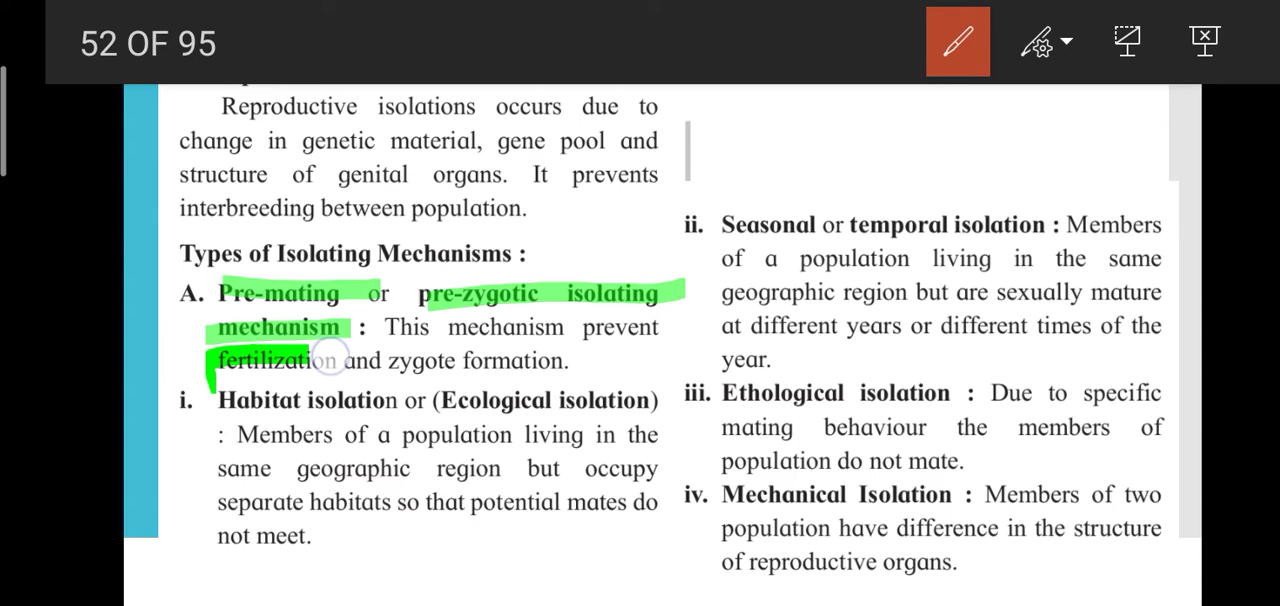 52 OF 95
Reproductive isolations occurs due to
change in genetic material, gene pool and
structure of genital organs. It prevents
interbreeding between population.
Types of Isolating Mechanisms :
A. Pre-mating or pre-zygotic isolating
mechanism : This mechanism prevent
fertilization and zygote formation.
i. Habitat isolation or (Ecological isolation)
: Members of a population living in the
same geographic region but occupy
separate habitats so that potential mates do
not meet.
ii. Seasonal or temporal isolation : Members
of a population living in the same
geographic region but are sexually mature
at different years or different times of the
year.
iii. Ethological isolation : Due to specific
mating behaviour the members of
population do not mate.
iv. Mechanical Isolation : Members of two
population have difference in the structure
of reproductive organs.